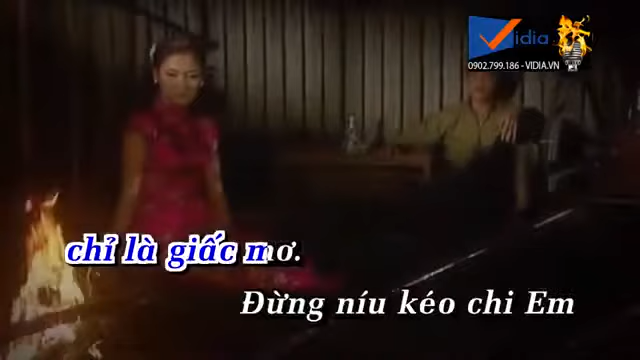 Vidia
0902.799.186 - VIDIA.VN
chỉ là giấc mơ.
Đừng níu kéo chi Em